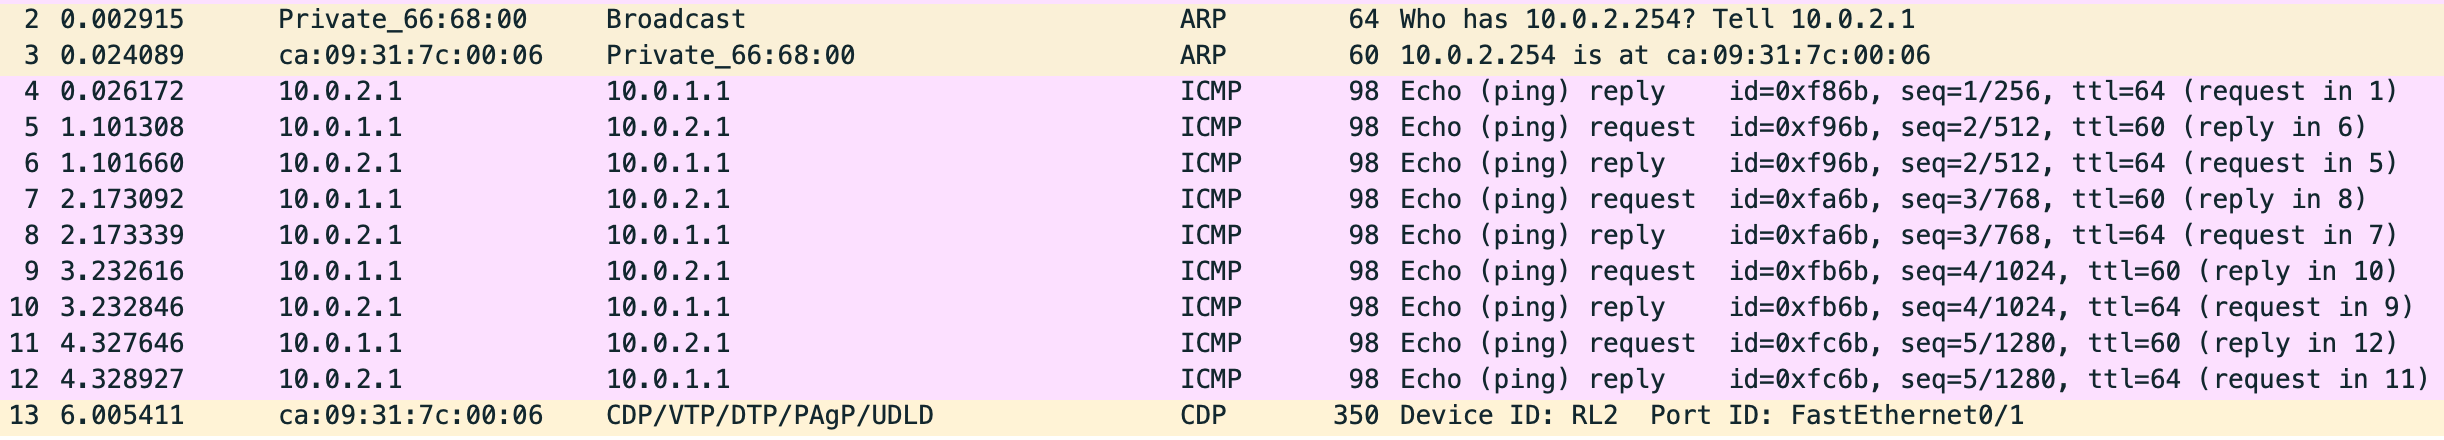 2 0.002915 Private_66:68:00 Broadcast ARP 64 Who has 10.0.2.254? Tell 10.0.2.1
3 0.024089 ca:09:31:7c:00:06 Private_66:68:00 ARP 60 10.0.2.254 is at ca:09:31:7c:00:06
4 0.026172 10.0.2.1 10.0.1.1 ICMP 98 Echo (ping) reply id=0xf86b, seq=1/256, ttl=64 (request in 1)
5 1.101308 10.0.1.1 10.0.2.1 ICMP 98 Echo (ping) request id=0xf96b, seq=2/512, ttl=60 (reply in 6)
6 1.101660 10.0.2.1 10.0.1.1 ICMP 98 Echo (ping) reply id=0xf96b, seq=2/512, ttl=64 (request in 5)
7 2.173092 10.0.1.1 10.0.2.1 ICMP 98 Echo (ping) request id=0xfa6b, seq=3/768, ttl=60 (reply in 8)
8 2.173339 10.0.2.1 10.0.1.1 ICMP 98 Echo (ping) reply id=0xfa6b, seq=3/768, ttl=64 (request in 7)
9 3.232616 10.0.1.1 10.0.2.1 ICMP 98 Echo (ping) request id=0xfb6b, seq=4/1024, ttl=60 (reply in 10)
10 3.232846 10.0.2.1 10.0.1.1 ICMP 98 Echo (ping) reply id=0xfb6b, seq=4/1024, ttl=64 (request in 9)
11 4.327646 10.0.1.1 10.0.2.1 ICMP 98 Echo (ping) request id=0xfc6b, seq=5/1280, ttl=60 (reply in 12)
12 4.328927 10.0.2.1 10.0.1.1 ICMP 98 Echo (ping) reply id=0xfc6b, seq=5/1280, ttl=64 (request in 11)
13 6.005411 ca:09:31:7c:00:06 CDP/VTP/DTP/PAgP/UDLD CDP 350 Device ID: RL2 Port ID: FastEthernet0/1